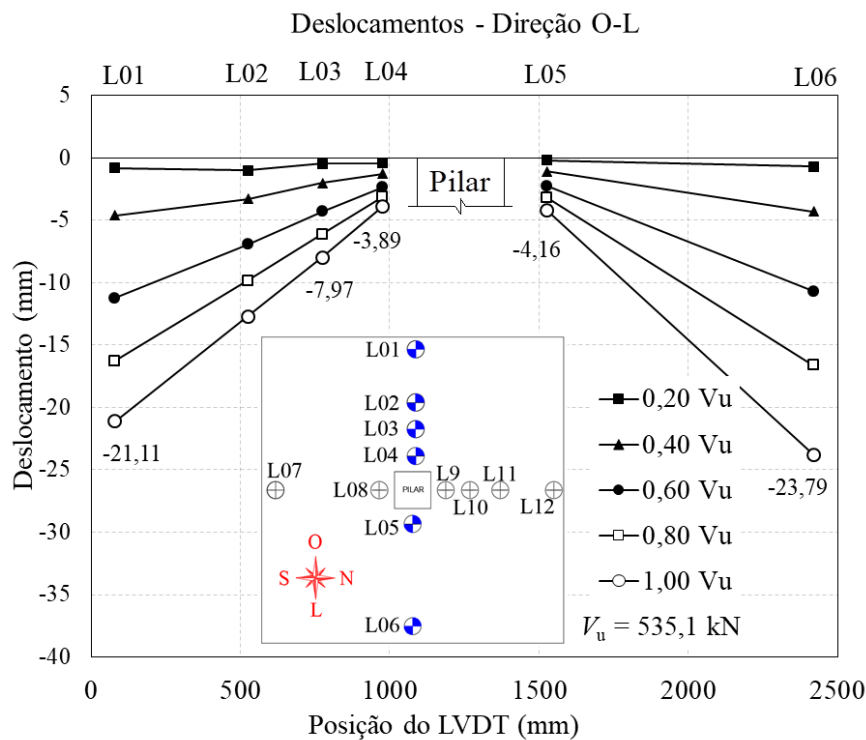 Deslocamentos - Direção O-L
L01 L02 L03 L04 L05 L06
5
0
-5
-10
-15
-20
-25
-30
-35
-40
Deslocamento (mm)
Pilar
-3,89
-4,16
-7,97
-21,11
-23,79
L01
L02
L03
L04
L07
L08
PILAR
L9
L10
L11
L12
L05
L06
O
S N
L
0,20 Vu
0,40 Vu
0,60 Vu
0,80 Vu
1,00 Vu
Vu = 535,1 kN
0 500 1000 1500 2000 2500
Posição do LVDT (mm)